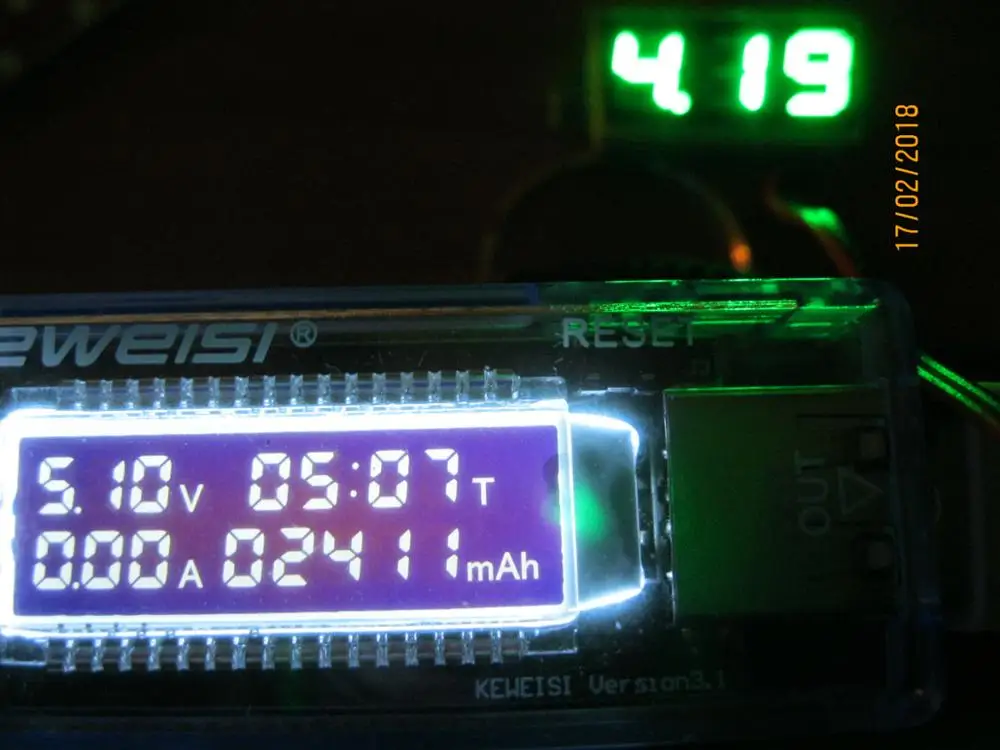 4.19
17/02/2018
eweisi®
RESET
5.10V 05:07T
0.00A 02411mAh
OUT
KEWEISI Version3.1